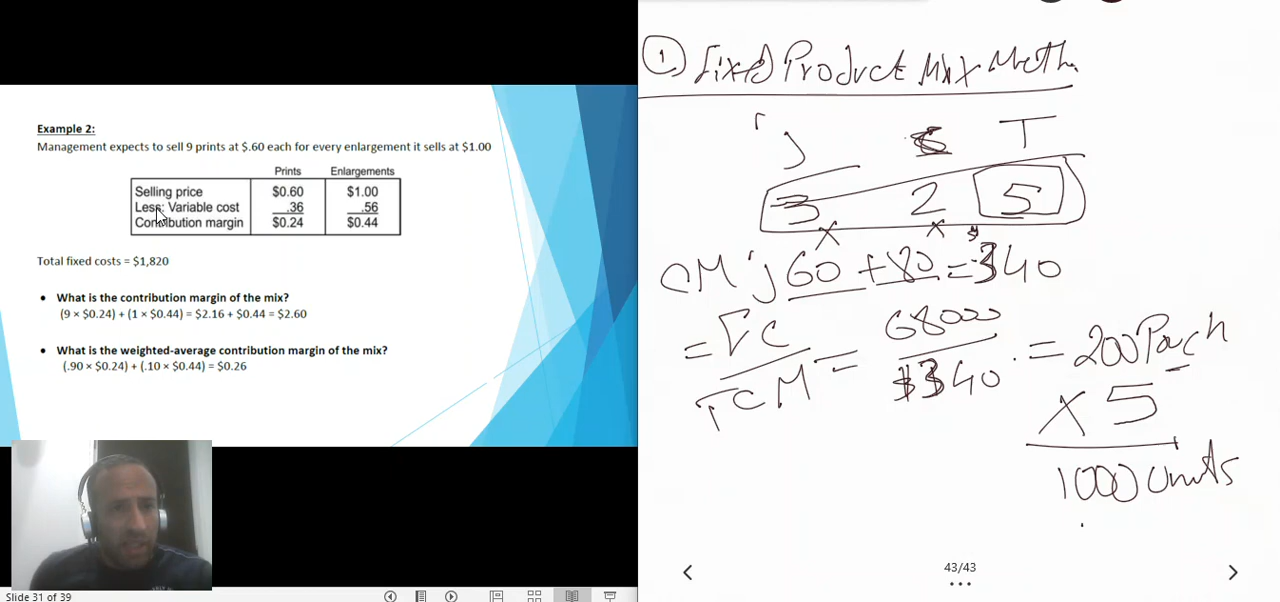 Example 2:
Management expects to sell 9 prints at $.60 each for every enlargement it sells at $1.00
Prints Enlargements
Selling price $0.60 $1.00
Less: Variable cost .36 .56
Contribution margin $0.24 $0.44
Total fixed costs = $1,820
• What is the contribution margin of the mix?
(9 × $0.24) + (1 × $0.44) = $2.16 + $0.44 = $2.60
• What is the weighted-average contribution margin of the mix?
(.90 × $0.24) + (.10 × $0.44) = $0.26
Slide 31 of 39
① Fixed Product Mix Meth.
J T
3 2 5
CM 60 + 80 = 340
= FC / TCM = 68000 / $340 = 200 Pach
X 5
1000 Units
43/43